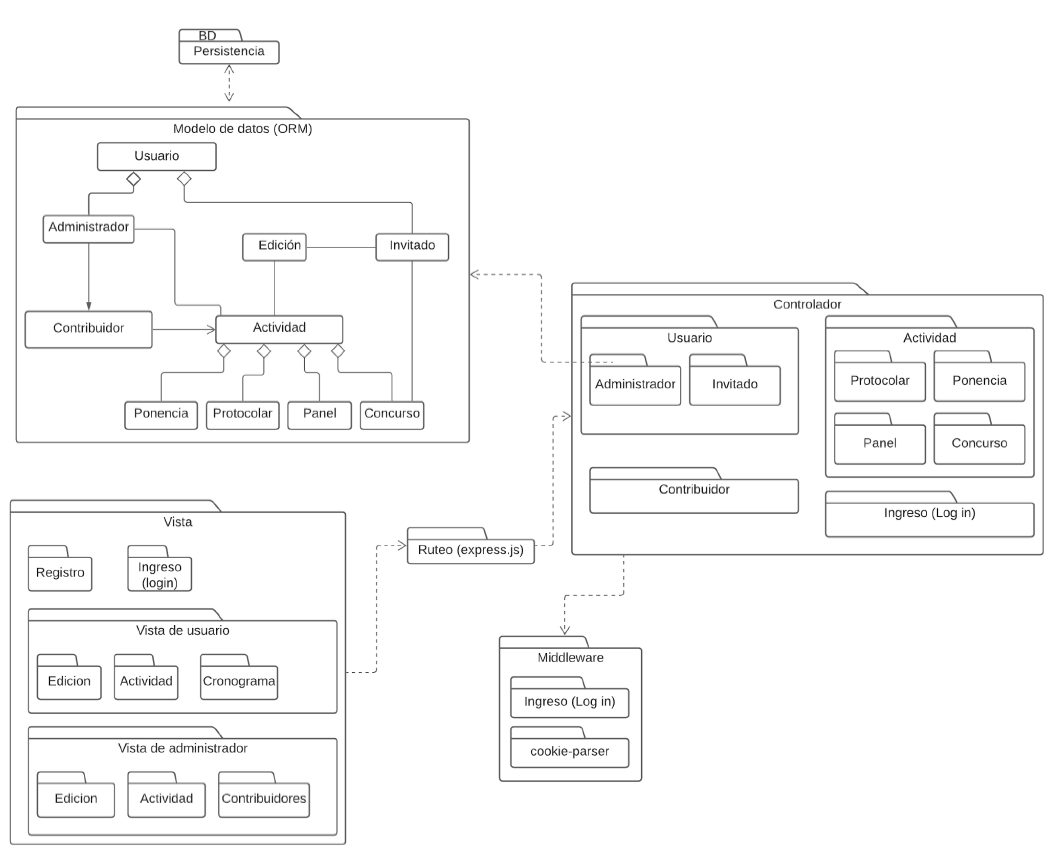 BD
Persistencia
Modelo de datos (ORM)
Usuario
Administrador
Edición
Invitado
Contribuidor
Actividad
Ponencia
Protocolar
Panel
Concurso
Controlador
Usuario
Administrador
Invitado
Actividad
Protocolar
Ponencia
Panel
Concurso
Contribuidor
Ingreso (Log in)
Vista
Registro
Ingreso
(login)
Vista de usuario
Edicion
Actividad
Cronograma
Vista de administrador
Edicion
Actividad
Contribuidores
Ruteo (express.js)
Middleware
Ingreso (Log in)
cookie-parser